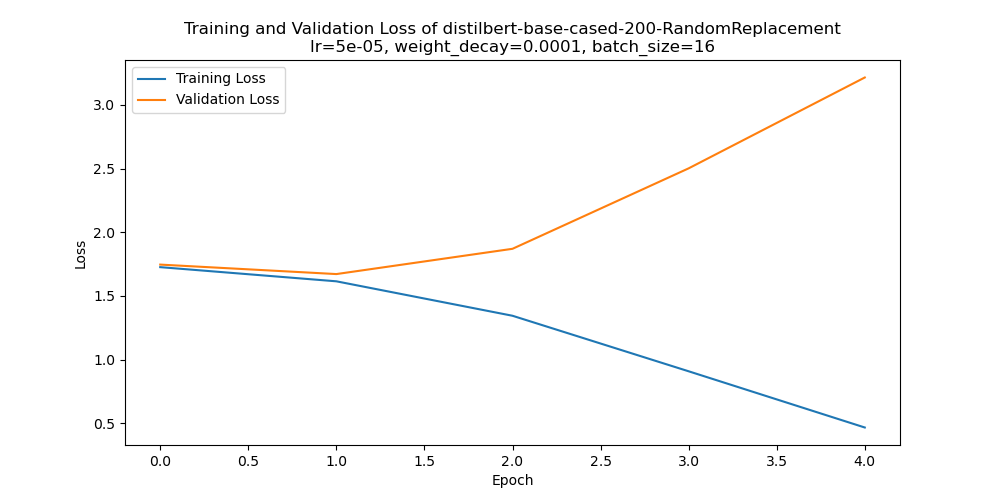 Training and Validation Loss of distilbert-base-cased-200-RandomReplacement
lr=5e-05, weight_decay=0.0001, batch_size=16
Training Loss
Validation Loss
3.0
2.5
2.0
1.5
1.0
0.5
Loss
0.0 0.5 1.0 1.5 2.0 2.5 3.0 3.5 4.0
Epoch